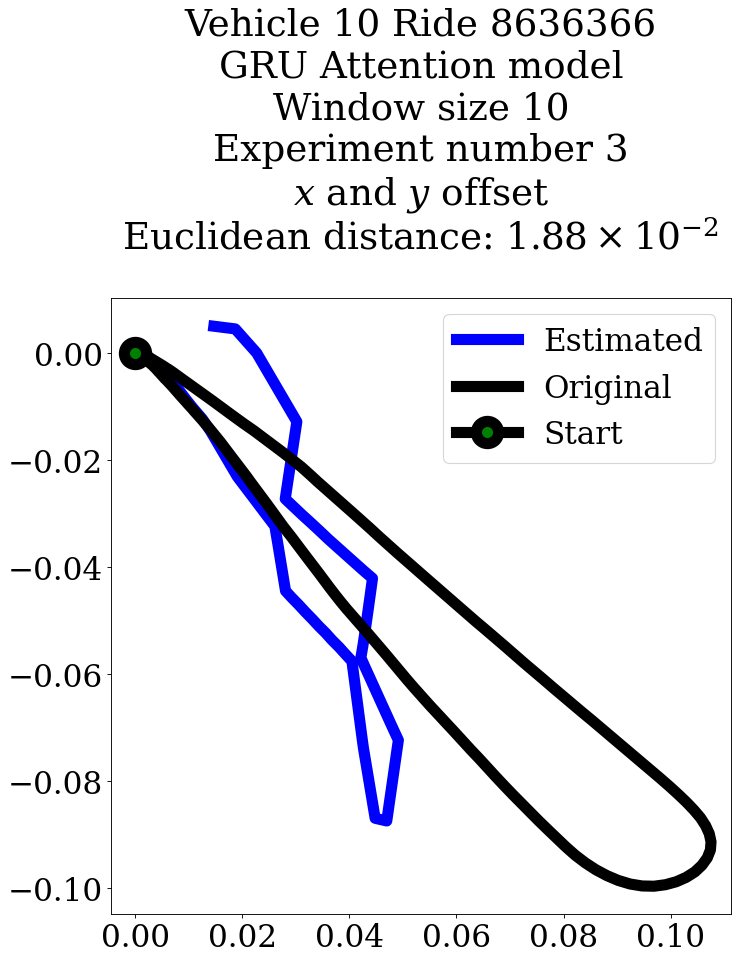 Vehicle 10 Ride 8636366
GRU Attention model
Window size 10
Experiment number 3
x and y offset
Euclidean distance: 1.88 × 10⁻²
Estimated
Original
Start
0.00
−0.02
−0.04
−0.06
−0.08
−0.10
0.00 0.02 0.04 0.06 0.08 0.10